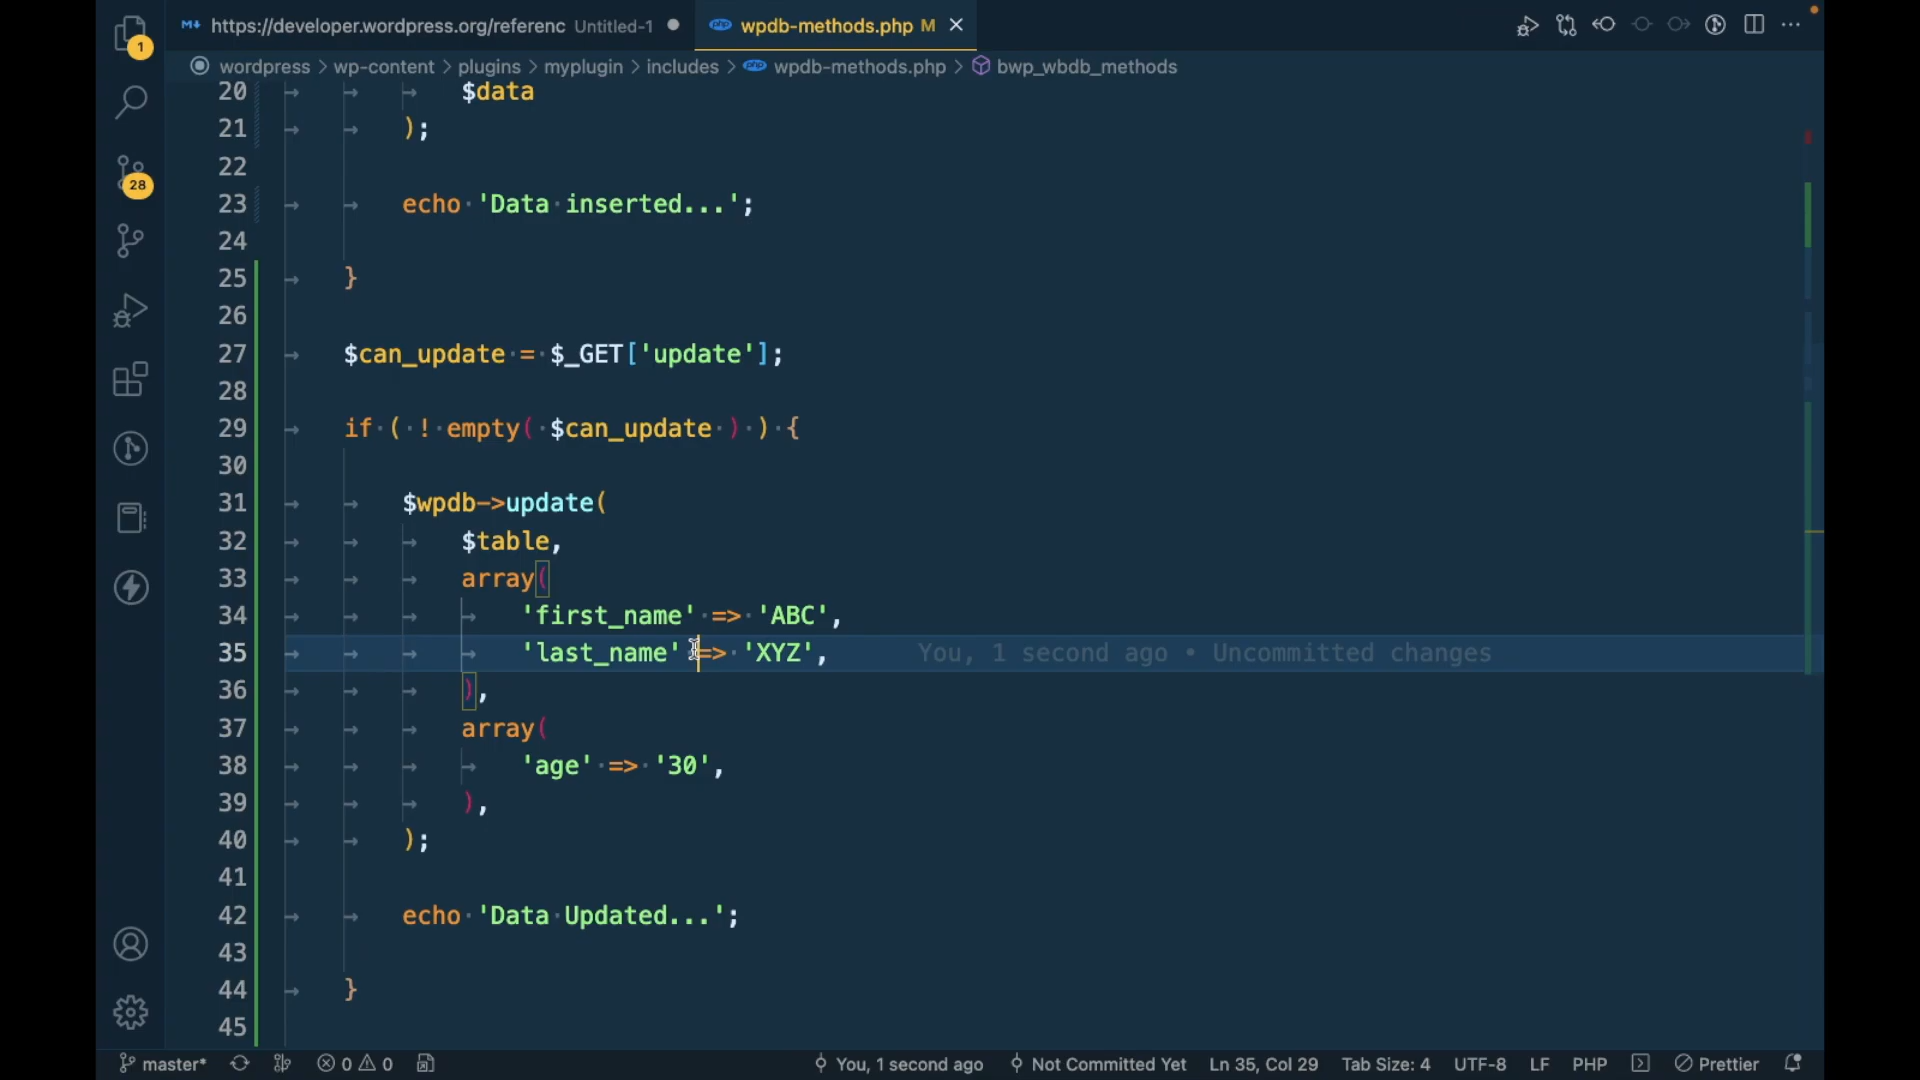 https://developer.wordpress.org/referenc Untitled-1 wpdb-methods.php M
1
wordpress > wp-content > plugins > myplugin > includes > php wpdb-methods.php > bwp_wbdb_methods
28
20 $data
21 );
22
23 echo 'Data inserted...';
24
25 }
26
27 $can_update = $_GET['update'];
28
29 if ( ! empty( $can_update ) ) {
30
31 $wpdb->update(
32 $table,
33 array(
34 'first_name' => 'ABC',
35 'last_name' => 'XYZ', You, 1 second ago • Uncommitted changes
36 ),
37 array(
38 'age' => '30',
39 ),
40 );
41
42 echo 'Data Updated...';
43
44 }
45
master* 0 0 You, 1 second ago Not Committed Yet Ln 35, Col 29 Tab Size: 4 UTF-8 LF PHP Prettier